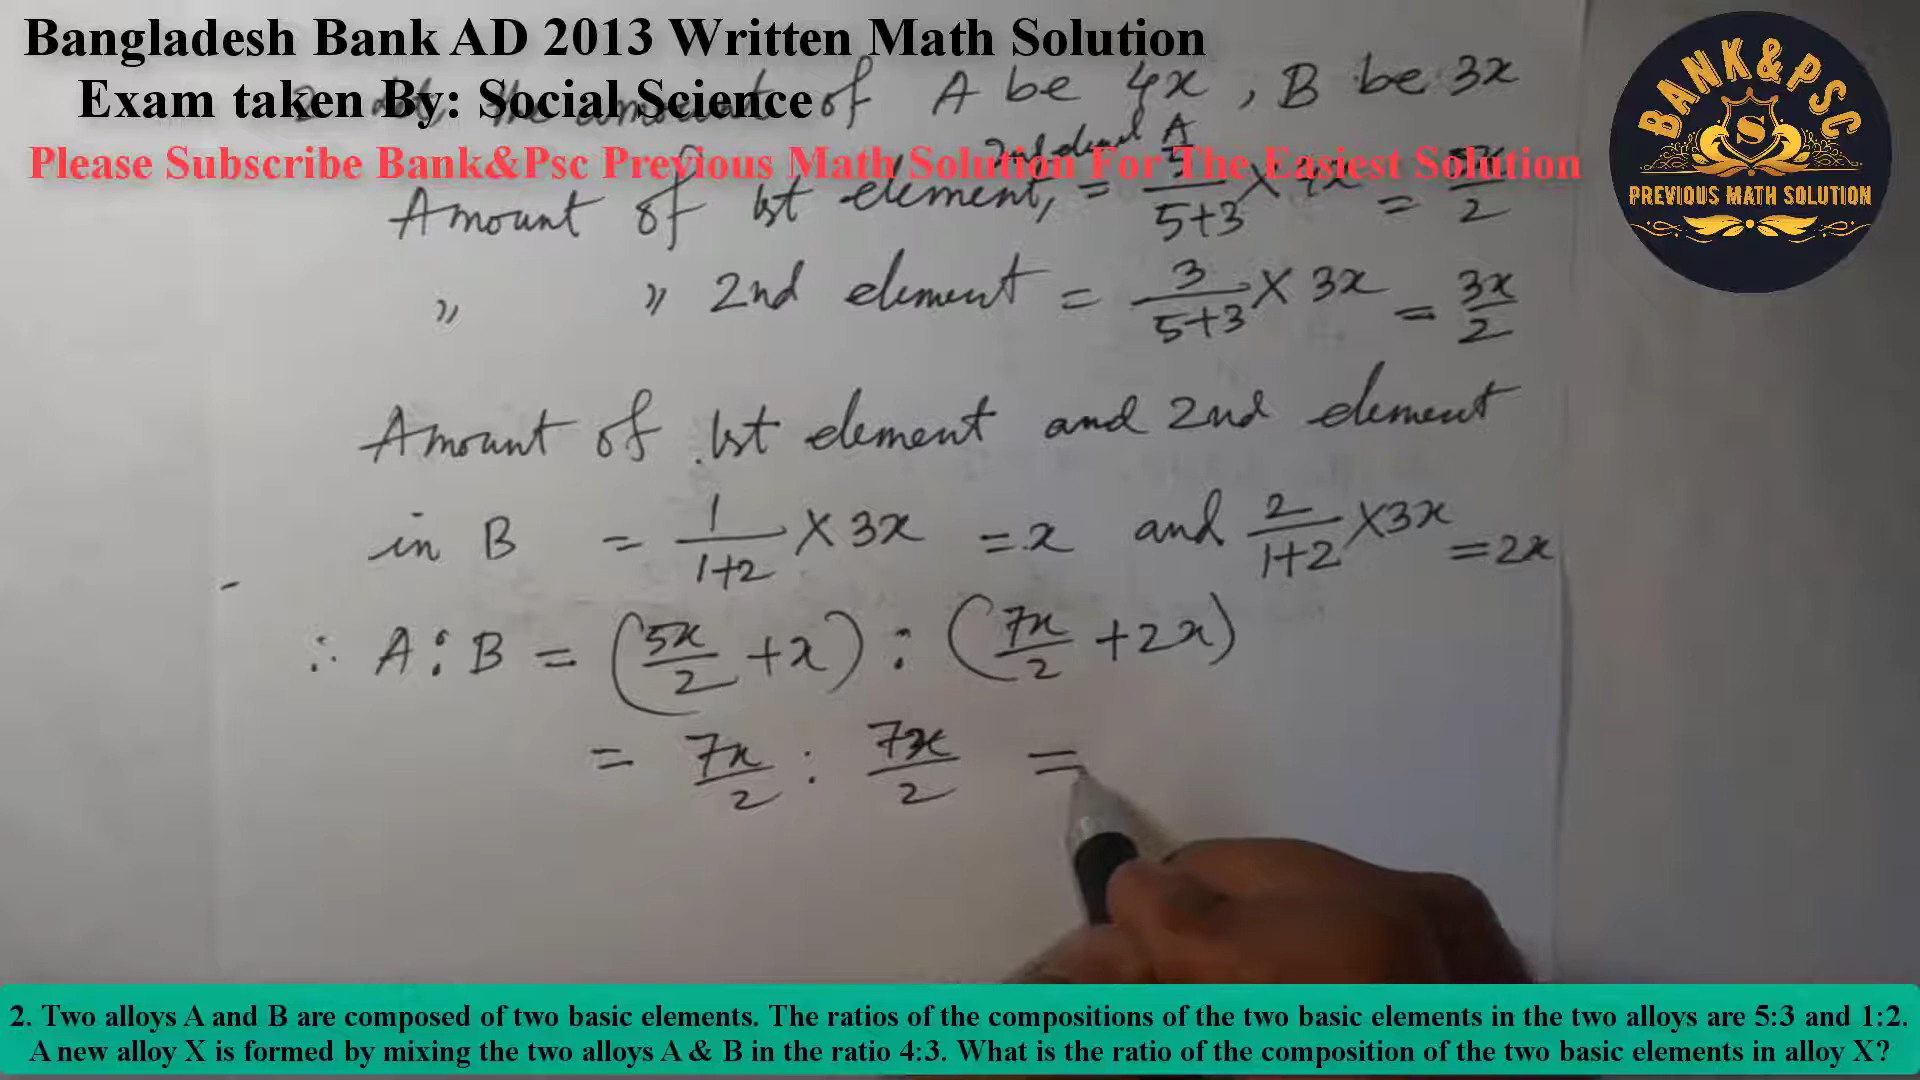 Bangladesh Bank AD 2013 Written Math Solution
Exam taken By: Social Science
Please Subscribe Bank&Psc Previous Math Solution For The Easiest Solution
BANK&PSC
S
PREVIOUS MATH SOLUTION
the amount of A be 4x, B be 3x
2nd element A
Amount of 1st element, = 5/5+3 × 4x = 5x/2
" " 2nd element = 3/5+3 × 3x = 3x/2
Amount of 1st element and 2nd element
in B = 1/1+2 × 3x = x and 2/1+2 × 3x = 2x
∴ A : B = (5x/2 + x) : (7x/2 + 2x)
= 7x/2 : 7x/2 =
2. Two alloys A and B are composed of two basic elements. The ratios of the compositions of the two basic elements in the two alloys are 5:3 and 1:2.
A new alloy X is formed by mixing the two alloys A & B in the ratio 4:3. What is the ratio of the composition of the two basic elements in alloy X?